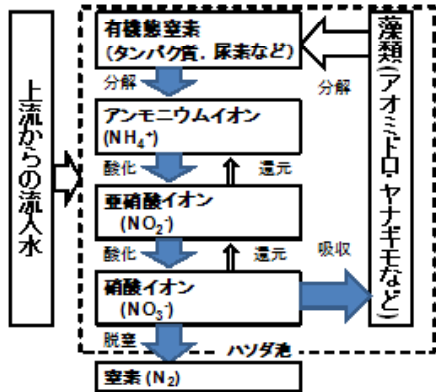 有機態窒素
(タンパク質．尿素など)
分解
分解
アンモニウムイオン
(NH₄⁺)
酸化
還元
亜硝酸イオン
(NO₂⁻)
酸化
還元
吸収
硝酸イオン
(NO₃⁻)
脱窒
ハソダ池
窒素(N₂)
上流からの流入水
藻類(アオミドロ・ヤナギモなど)